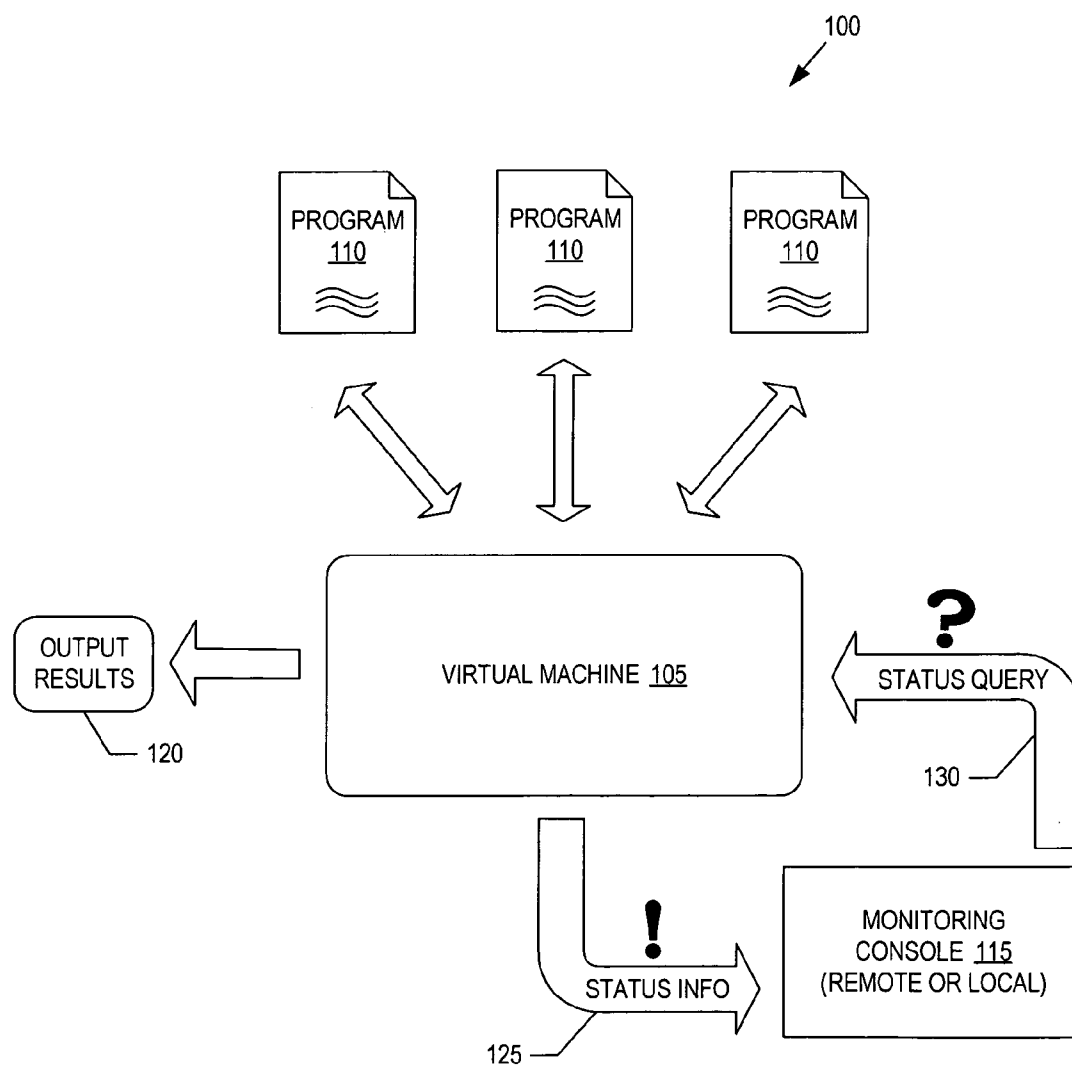 100
PROGRAM
110
PROGRAM
110
PROGRAM
110
OUTPUT
RESULTS
120
VIRTUAL MACHINE 105
?
STATUS QUERY
130
!
STATUS INFO
125
MONITORING
CONSOLE 115
(REMOTE OR LOCAL)